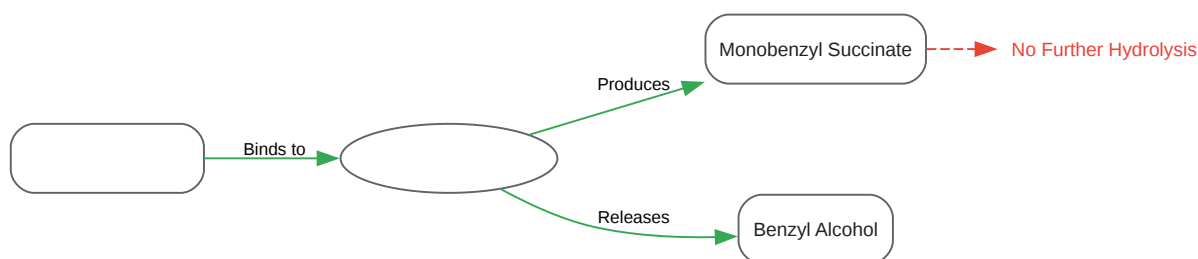 Monobenzyl Succinate
No Further Hydrolysis
Produces
Binds to
Releases
Benzyl Alcohol